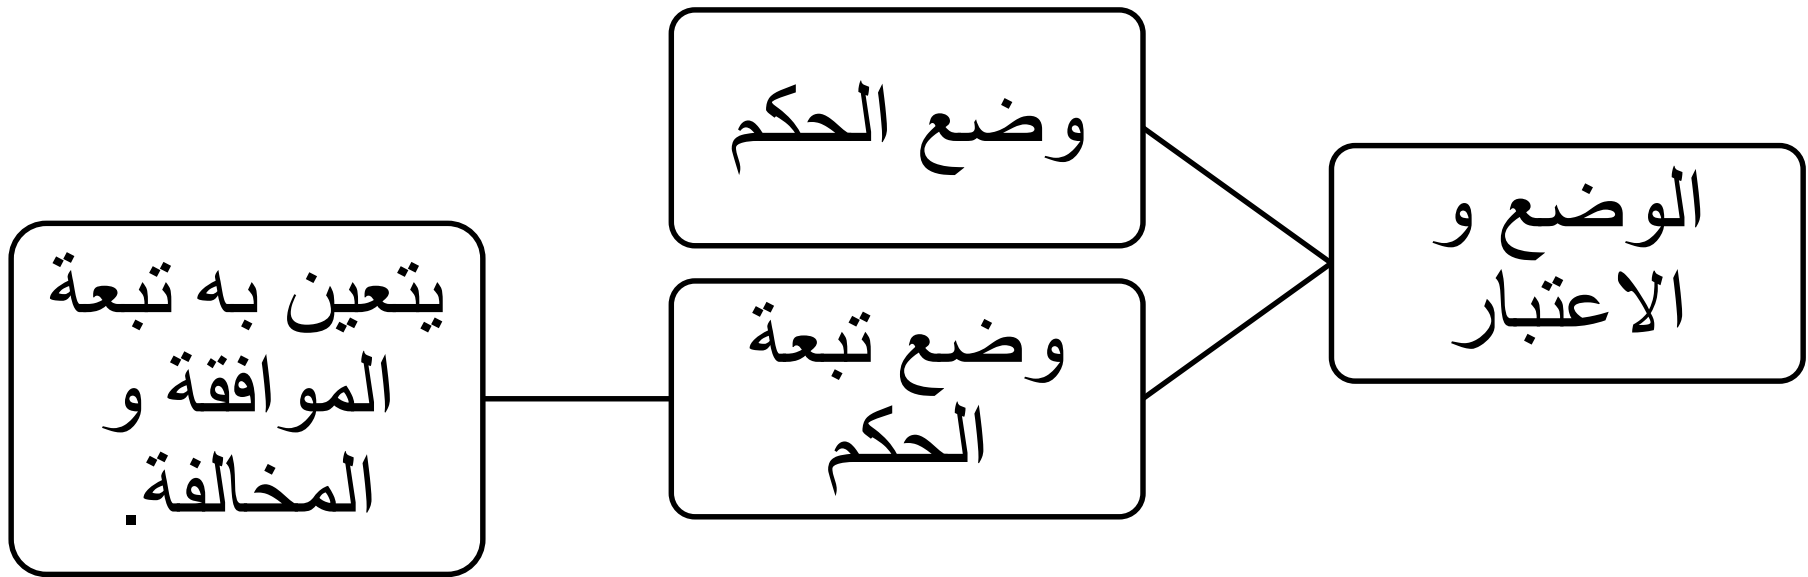 الوضع و
الاعتبار
وضع الحكم
وضع تبعة
الحكم
يتعين به تبعة
الموافقة و
المخالفة.